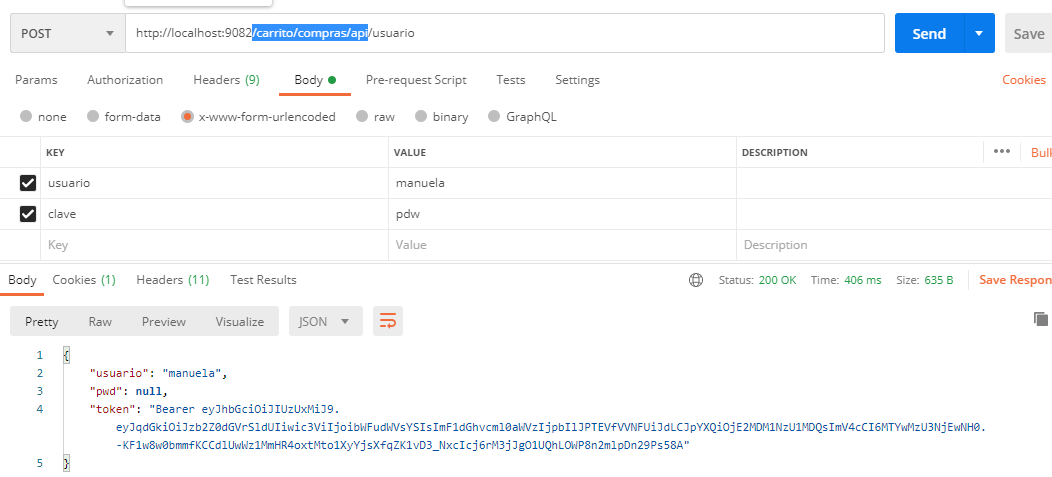 POST http://localhost:9082/carrito/compras/api/usuario Send Save
Params Authorization Headers (9) Body Pre-request Script Tests Settings Cookies
none form-data x-www-form-urlencoded raw binary GraphQL
KEY VALUE DESCRIPTION ••• Bulk
usuario manuela
clave pdw
Key Value Description
Body Cookies (1) Headers (11) Test Results Status: 200 OK Time: 406 ms Size: 635 B Save Respon
Pretty Raw Preview Visualize JSON
1 {
2 "usuario": "manuela",
3 "pwd": null,
4 "token": "Bearer eyJhbGciOiJIUzUxMiJ9.
eyJqdGkiOiJzb2Z0dGVrSldUIiwic3ViIjoibWFudWVsYSIsImF1dGhvcml0aWVzIjpbIlJPTEVfVVNFUiJdLCJpYXQiOjE2MDM1NzU1MDQsImV4cCI6MTYwMzU3NjEwNH0.
-KF1w8w0bmmfKCCdlUwWz1MmHR4oxtMto1XyYjsXfqZK1vD3_NxcIcj6rM3jJgO1UQhLOWP8n2mlpDn29Ps58A"
5 }